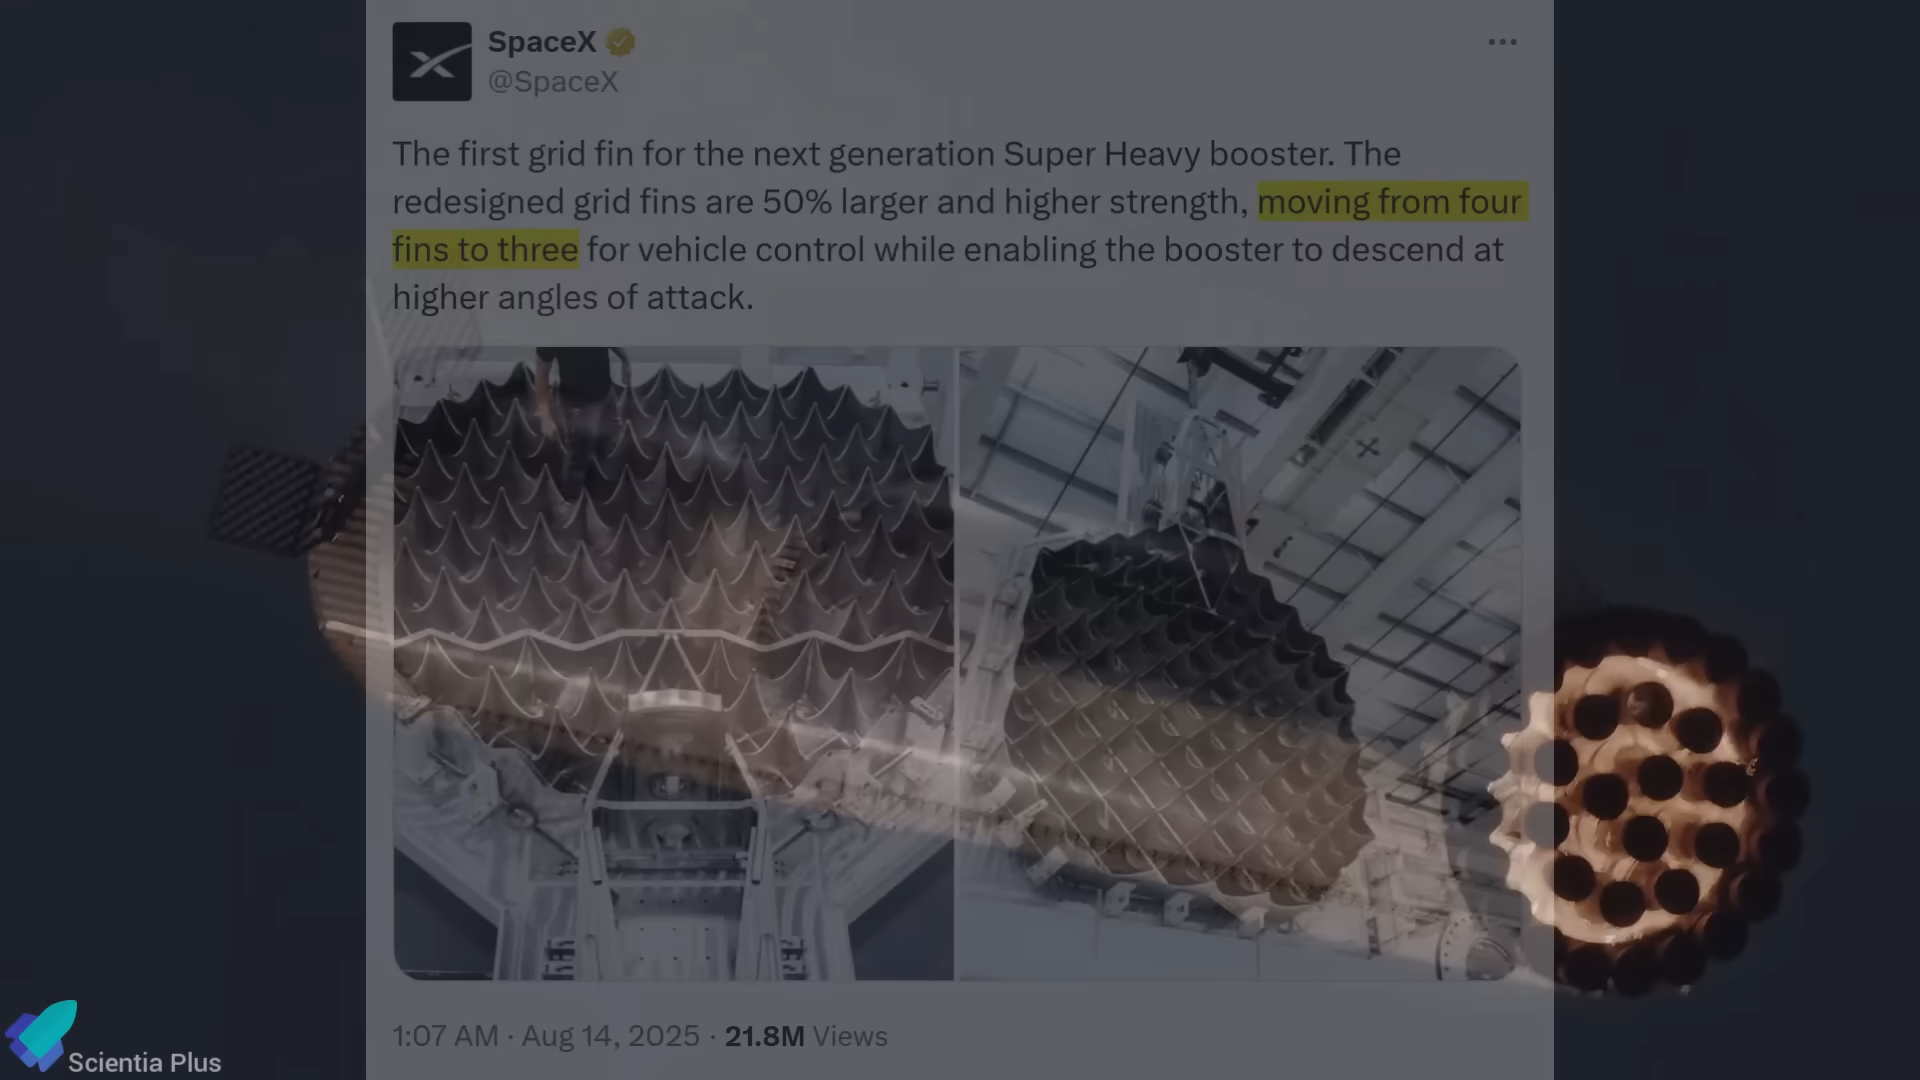 SpaceX
@SpaceX
The first grid fin for the next generation Super Heavy booster. The
redesigned grid fins are 50% larger and higher strength, moving from four
fins to three for vehicle control while enabling the booster to descend at
higher angles of attack.
1:07 AM · Aug 14, 2025 · 21.8M Views
Scientia Plus